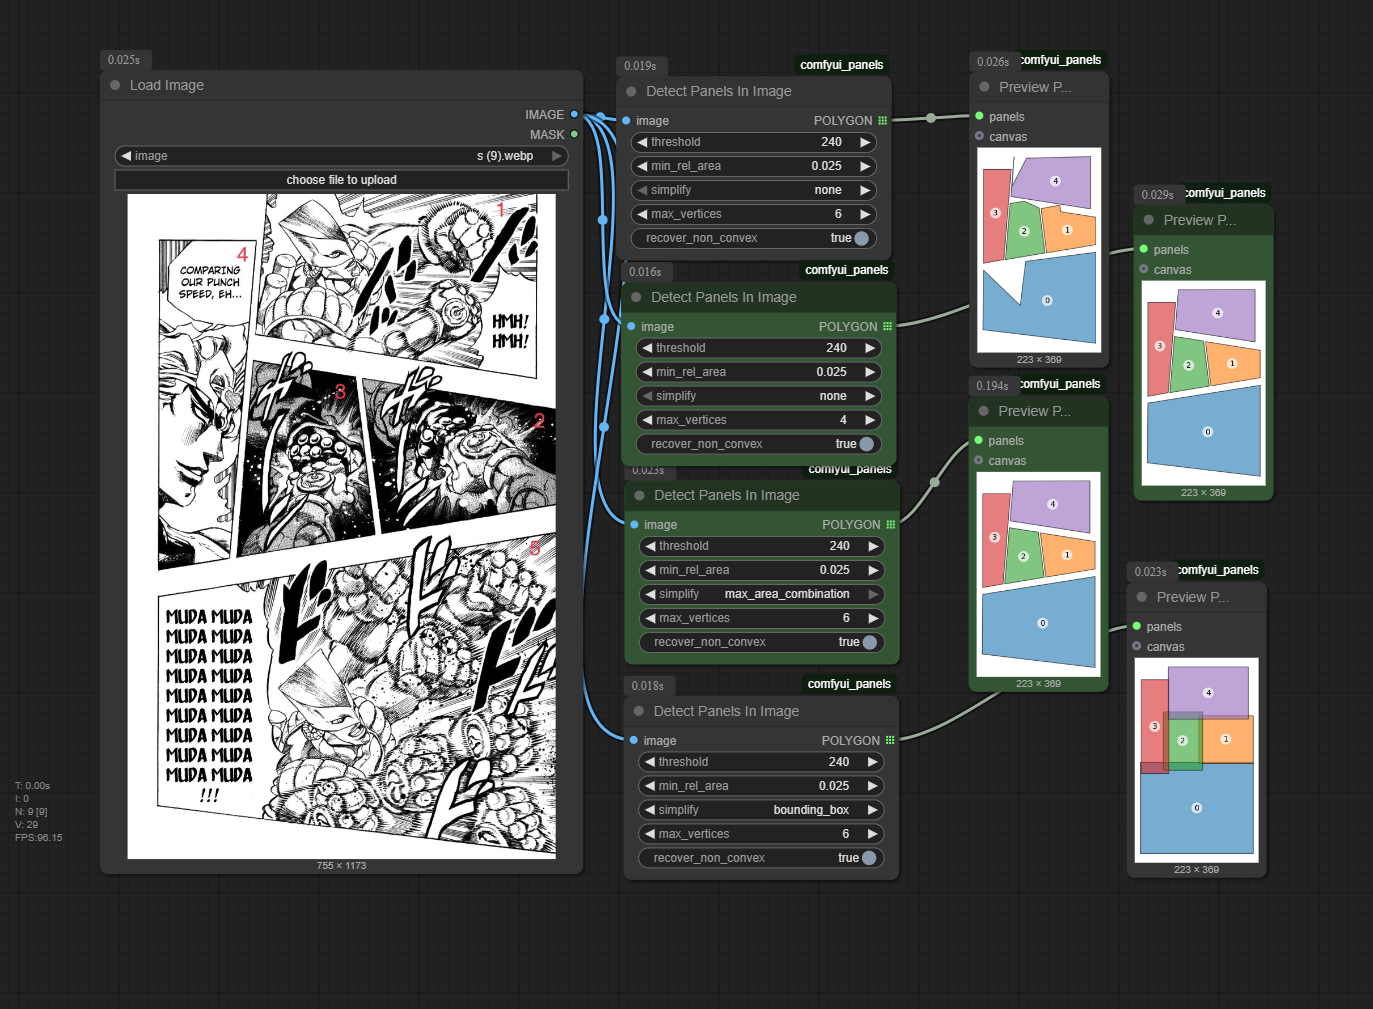 0.025s
Load Image
IMAGE
MASK
image s (9).webp
choose file to upload
1
4
COMPARING
OUR PUNCH
SPEED, EH...
HMH!
HMH!
3
2
5
MUDA MUDA
MUDA MUDA
MUDA MUDA
MUDA MUDA
MUDA MUDA
MUDA MUDA
MUDA MUDA
MUDA MUDA
MUDA MUDA
!!!
755 × 1173
0.019s
comfyui_panels
Detect Panels In Image
image POLYGON
threshold 240
min_rel_area 0.025
simplify none
max_vertices 6
recover_non_convex true
0.016s
comfyui_panels
Detect Panels In Image
image POLYGON
threshold 240
min_rel_area 0.025
simplify none
max_vertices 4
recover_non_convex true
0.023s
comfyui_panels
Detect Panels In Image
image POLYGON
threshold 240
min_rel_area 0.025
simplify max_area_combination
max_vertices 6
recover_non_convex true
0.018s
comfyui_panels
Detect Panels In Image
image POLYGON
threshold 240
min_rel_area 0.025
simplify bounding_box
max_vertices 6
recover_non_convex true
0.026s
comfyui_panels
Preview P...
panels
canvas
4
3
2
1
0
223 × 369
0.029s
comfyui_panels
Preview P...
panels
canvas
4
3
2
1
0
223 × 369
0.194s
comfyui_panels
Preview P...
panels
canvas
4
3
2
1
0
223 × 369
0.023s
comfyui_panels
Preview P...
panels
canvas
4
3
2
1
0
223 × 369
T: 0.00s
I: 0
N: 9 [9]
V: 29
FPS:96.15